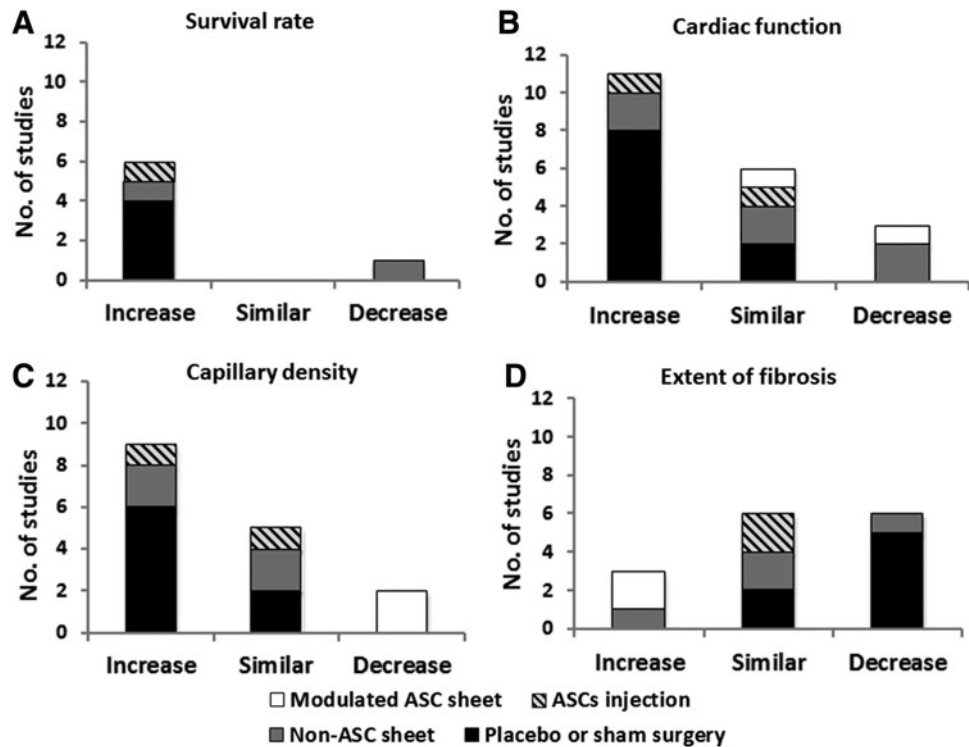 A
Survival rate
No. of studies
12
10
8
6
4
2
0
Increase Similar Decrease
B
Cardiac function
No. of studies
12
10
8
6
4
2
0
Increase Similar Decrease
C
Capillary density
No. of studies
12
10
8
6
4
2
0
Increase Similar Decrease
D
Extent of fibrosis
No. of studies
12
10
8
6
4
2
0
Increase Similar Decrease
Modulated ASC sheet ASCs injection
Non-ASC sheet Placebo or sham surgery